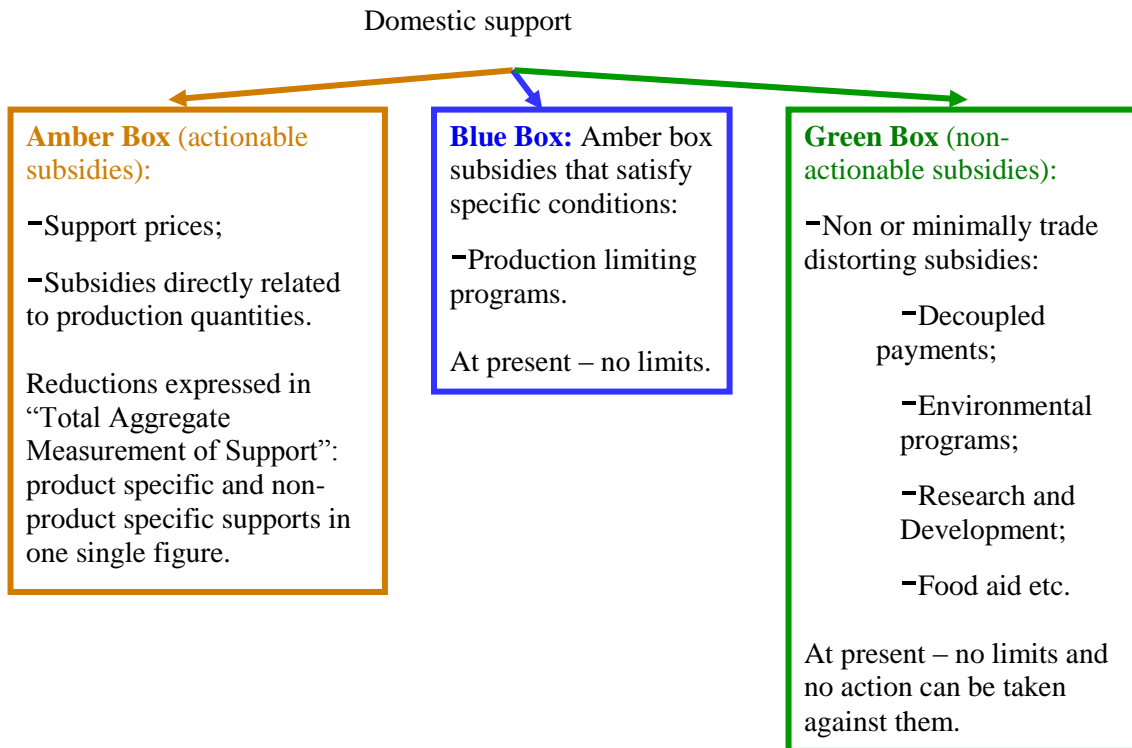 Domestic support
Amber Box (actionable
subsidies):
-Support prices;
-Subsidies directly related
to production quantities.
Reductions expressed in
“Total Aggregate
Measurement of Support”:
product specific and non-
product specific supports in
one single figure.
Blue Box: Amber box
subsidies that satisfy
specific conditions:
-Production limiting
programs.
At present – no limits.
Green Box (non-
actionable subsidies):
-Non or minimally trade
distorting subsidies:
-Decoupled
payments;
-Environmental
programs;
-Research and
Development;
-Food aid etc.
At present – no limits and
no action can be taken
against them.